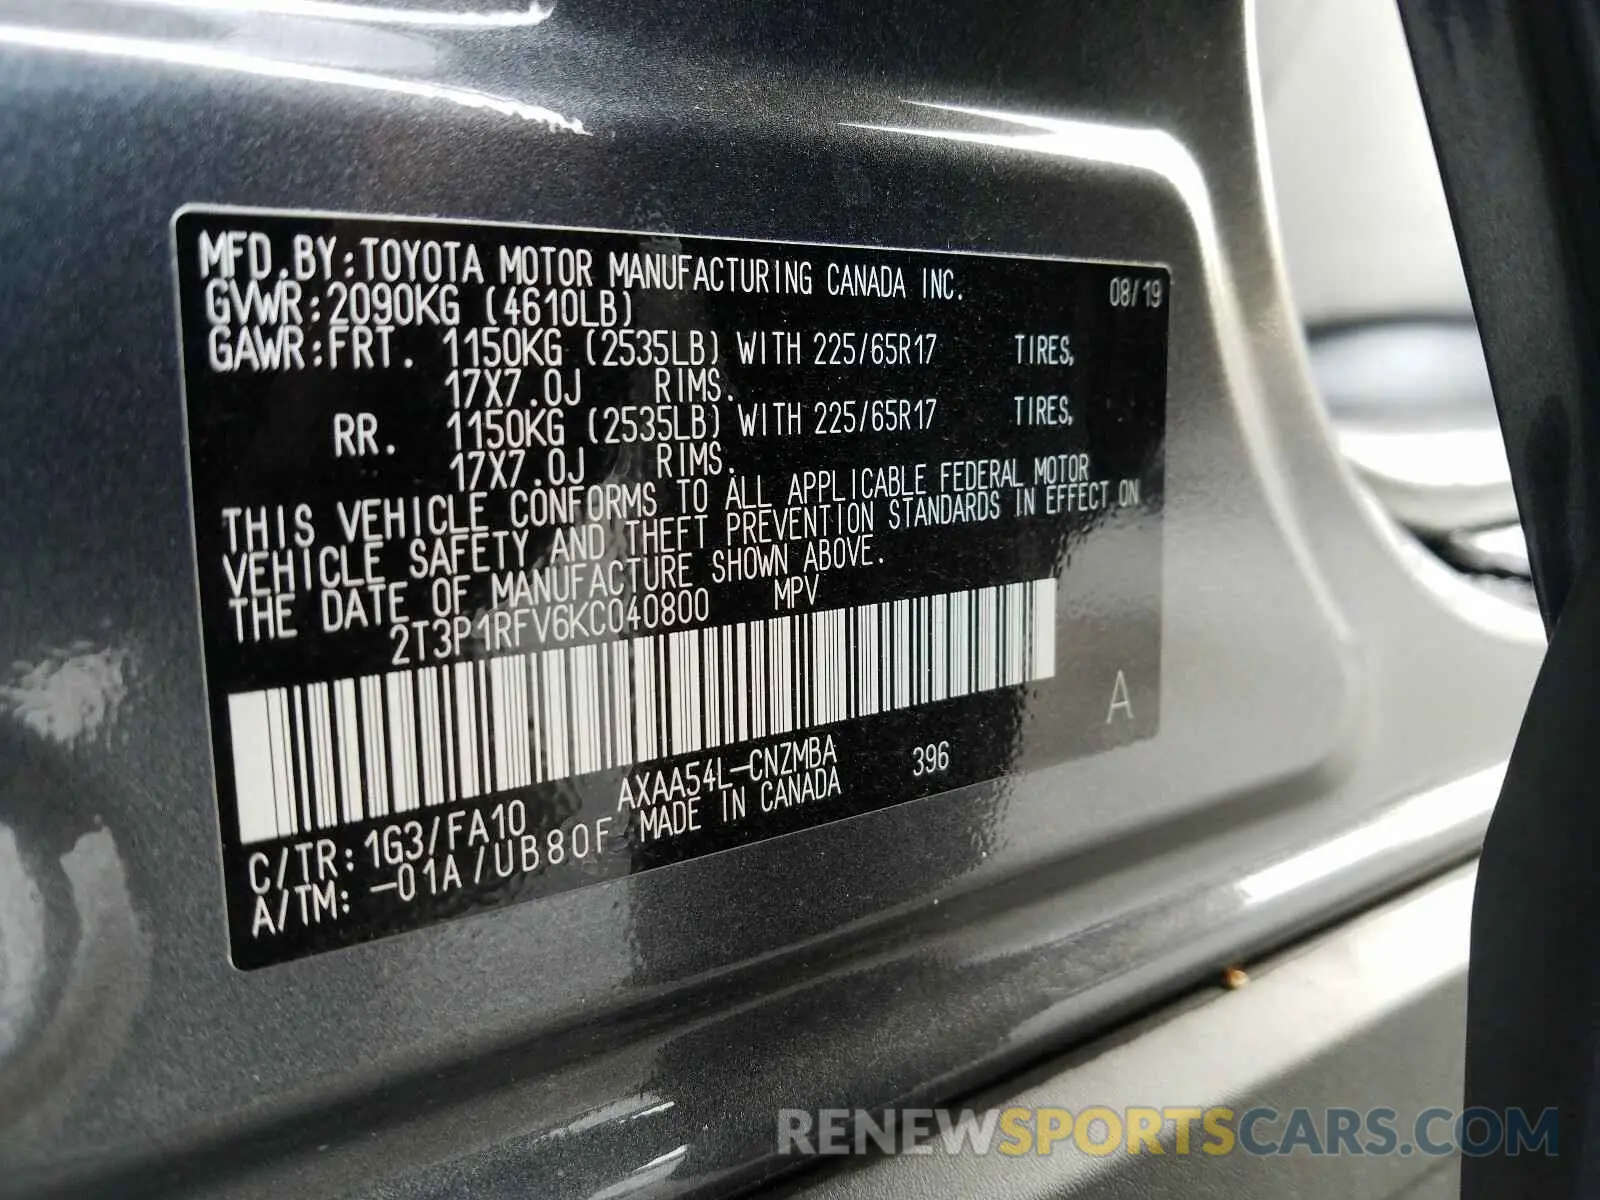 MFD.BY:TOYOTA MOTOR MANUFACTURING CANADA INC. 08/19
GVWR:2090KG (4610LB)
GAWR:FRT. 1150KG (2535LB) WITH 225/65R17 TIRES,
17X7.0J RIMS.
RR. 1150KG (2535LB) WITH 225/65R17 TIRES,
17X7.0J RIMS.
THIS VEHICLE CONFORMS TO ALL APPLICABLE FEDERAL MOTOR
VEHICLE SAFETY AND THEFT PREVENTION STANDARDS IN EFFECT ON
THE DATE OF MANUFACTURE SHOWN ABOVE.
2T3P1RFV6KC040800 MPV
A
AXAA54L-CNZMBA 396
C/TR: 1G3/FA10 MADE IN CANADA
A/TM: -01A/UB80F
RENEWSPORTSCARS.COM